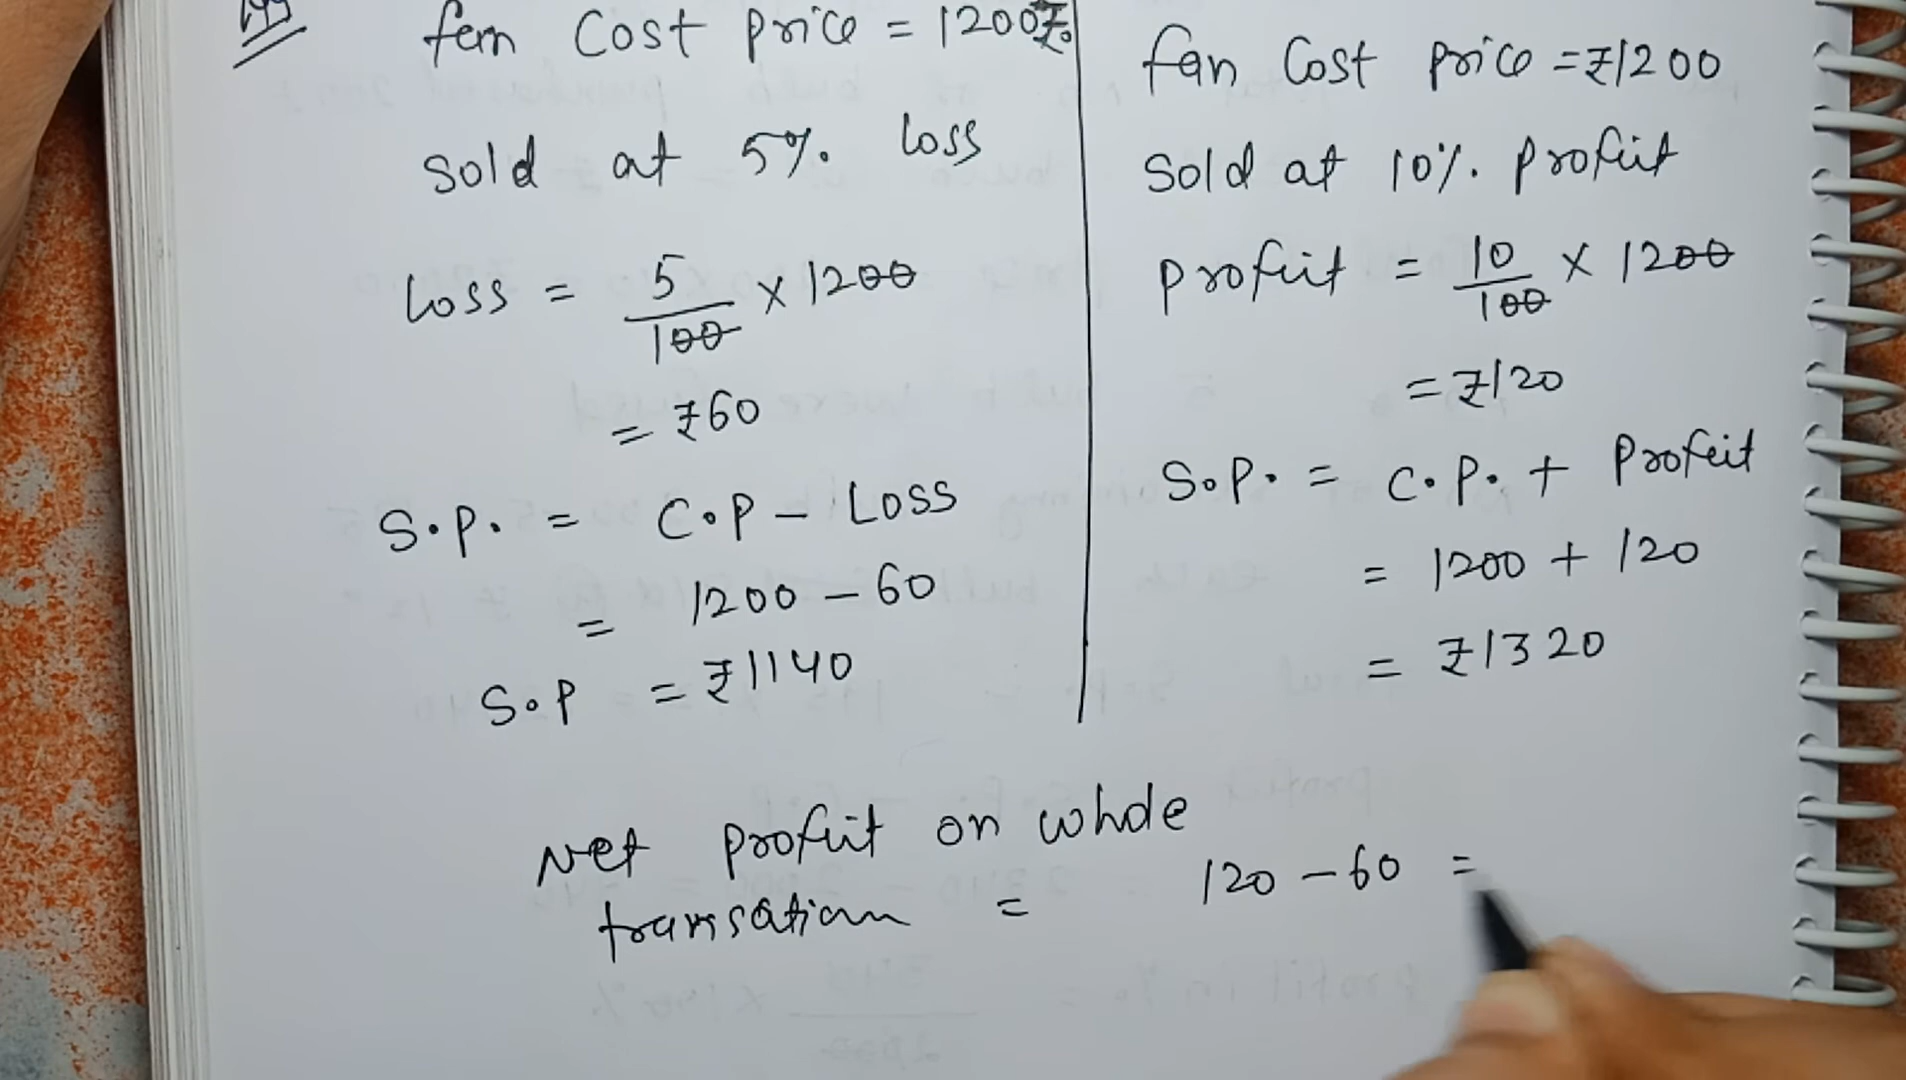 fan Cost price = 1200₹.
sold at 5% loss
Loss = 5/100 × 1200
= ₹60
S.P. = C.P - Loss
= 1200 - 60
S.P = ₹1140
fan Cost price = ₹1200
Sold at 10%. profit
profit = 10/100 × 1200
= ₹120
S.P. = C.P. + Profit
= 1200 + 120
= ₹1320
Net profit on whole
transation = 120 - 60 =